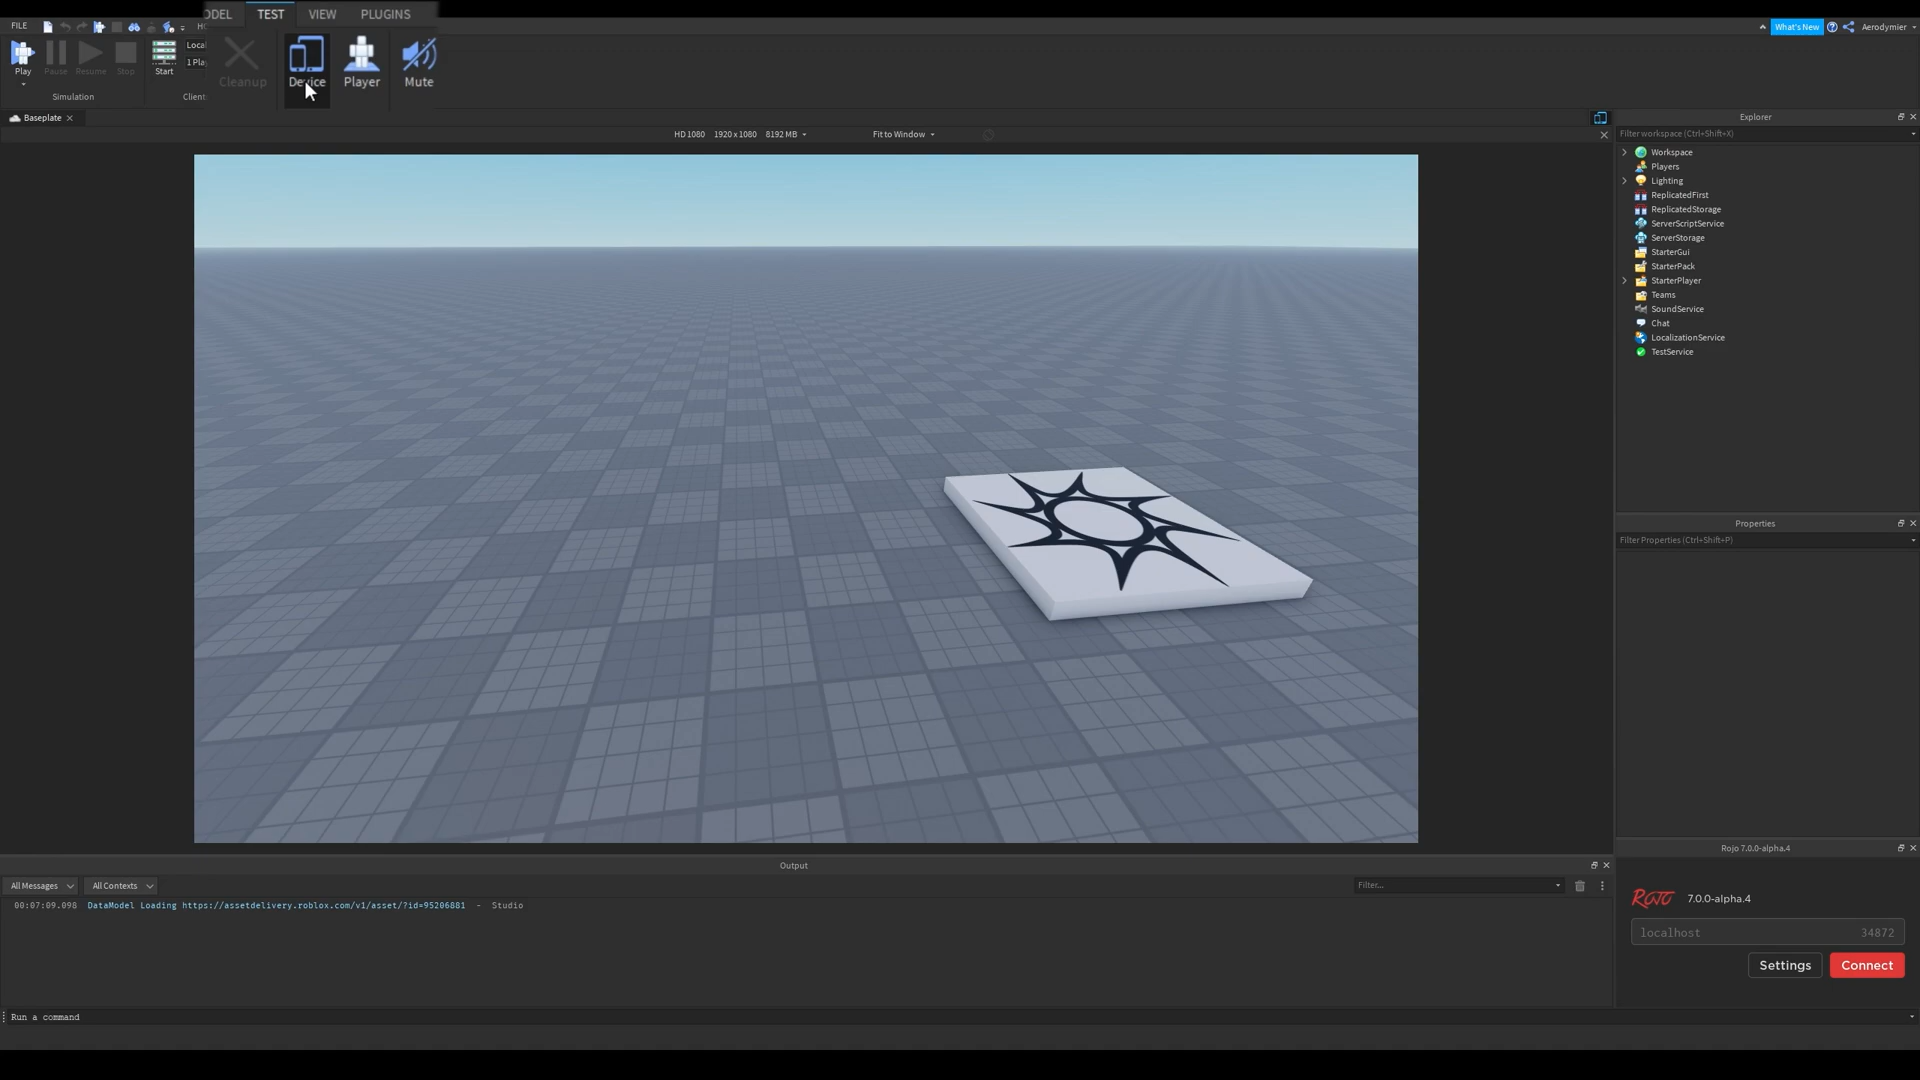 ODEL TEST VIEW PLUGINS
FILE What's New Aerodymier
Play Pause Resume Stop Start Local
1 Play
Cleanup Device Player Mute
Simulation Client
Baseplate
HD 1080 1920 x 1080 8192 MB Fit to Window
Explorer
Filter workspace (Ctrl+Shift+X)
Workspace
Players
Lighting
ReplicatedFirst
ReplicatedStorage
ServerScriptService
ServerStorage
StarterGui
StarterPack
StarterPlayer
Teams
SoundService
Chat
LocalizationService
TestService
Properties
Filter Properties (Ctrl+Shift+P)
Output
All Messages All Contexts Filter...
00:07:09.098 DataModel Loading https://assetdelivery.roblox.com/v1/asset/?id=95206881 - Studio
Rojo 7.0.0-alpha.4
ROJO 7.0.0-alpha.4
localhost 34872
Settings Connect
Run a command